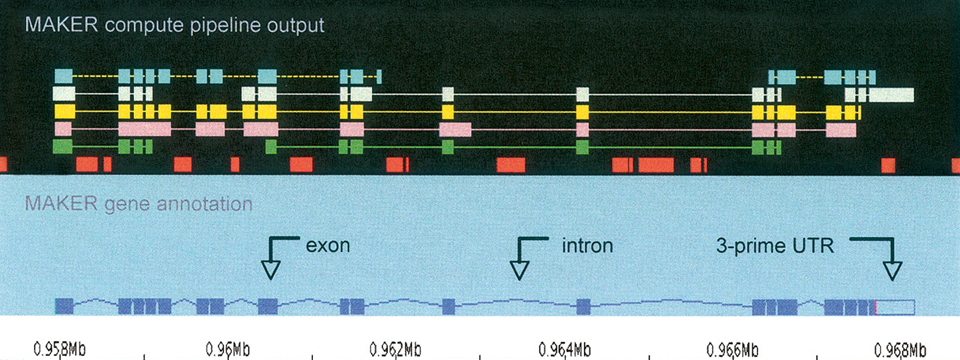 MAKER compute pipeline output
MAKER gene annotation
exon
intron
3-prime UTR
0.958Mb 0.96Mb 0.962Mb 0.964Mb 0.966Mb 0.968Mb